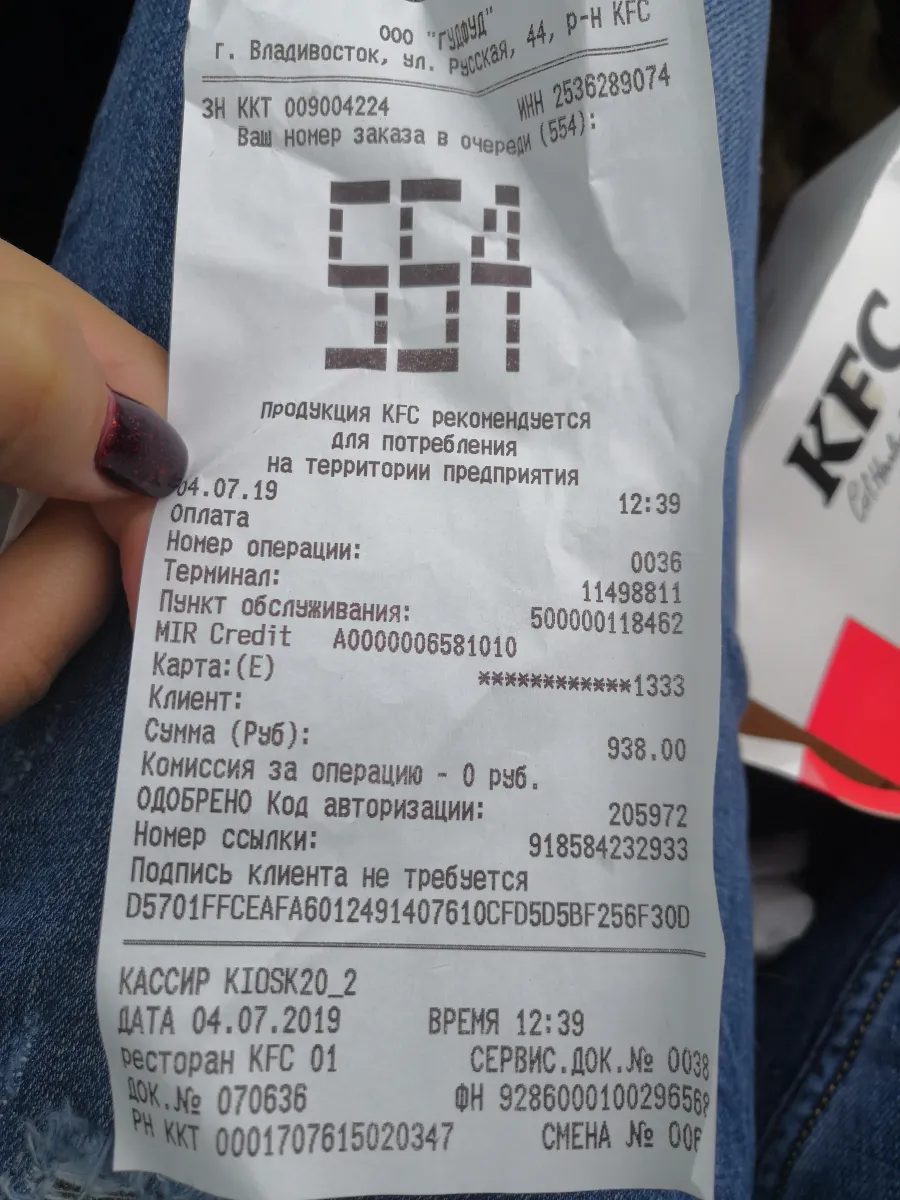 ООО "ГУДФУД"
г. Владивосток, ул. Русская, 44, р-н KFC
ЗН ККТ 009004224 ИНН 2536289074
Ваш номер заказа в очереди (554):
554
Продукция KFC рекомендуется
для потребления
на территории предприятия
04.07.19 12:39
Оплата
Номер операции: 0036
Терминал: 11498811
Пункт обслуживания: 500000118462
MIR Credit A0000006581010
Карта:(E) ************1333
Клиент:
Сумма (Руб): 938.00
Комиссия за операцию - 0 руб.
ОДОБРЕНО Код авторизации: 205972
Номер ссылки: 918584232933
Подпись клиента не требуется
D5701FFCEAFA6012491407610CFD5D5BF256F30D
КАССИР KIOSK20_2
ДАТА 04.07.2019 ВРЕМЯ 12:39
ресторан KFC 01 СЕРВИС.ДОК.№ 0038
ДОК.№ 070636 ФН
РН ККТ 0001707615020347 СМЕНА №
KFC